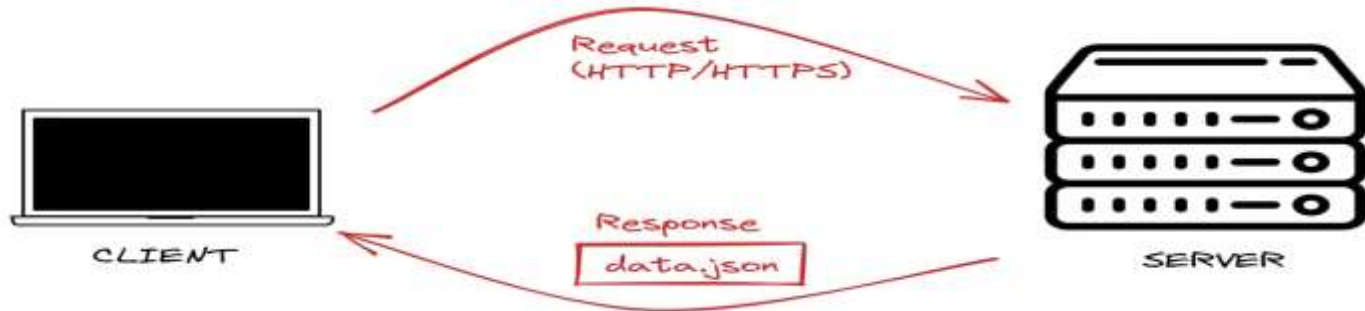 Request
(HTTP/HTTPS)
Response
data.json
CLIENT
SERVER